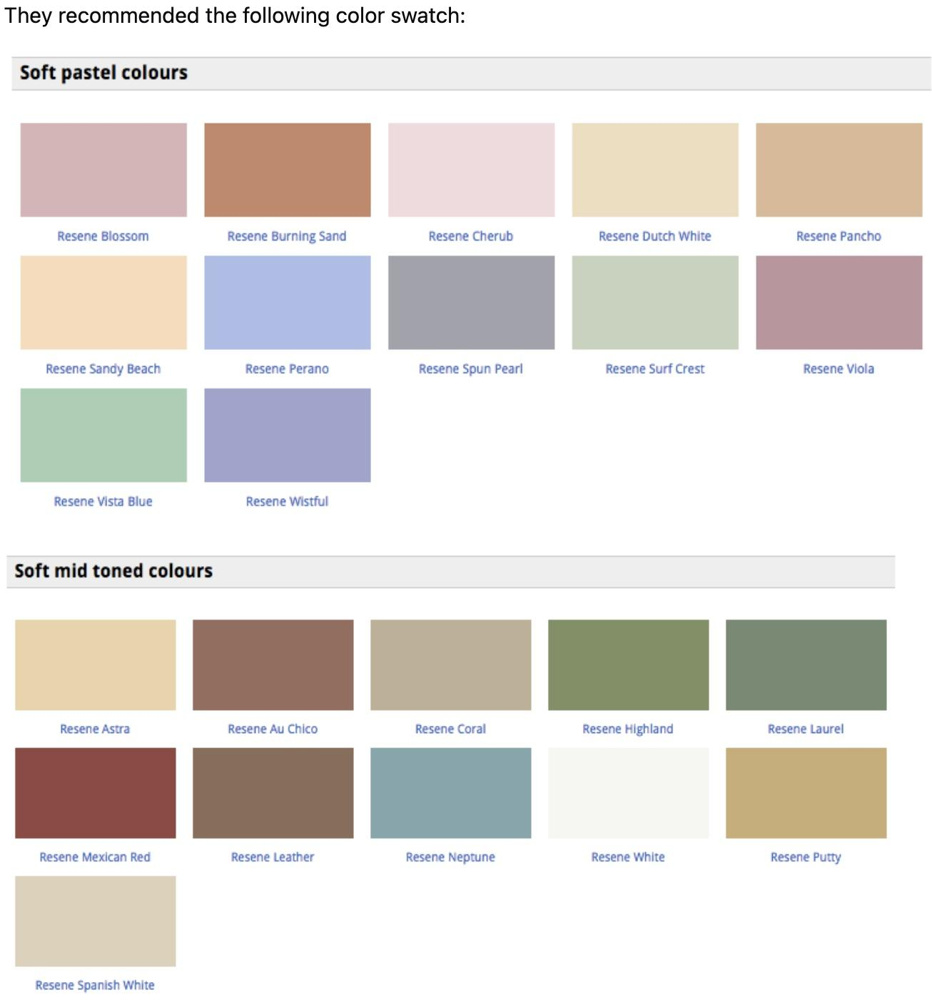 They recommended the following color swatch:
Soft pastel colours
Resene Blossom Resene Burning Sand Resene Cherub Resene Dutch White Resene Pancho
Resene Sandy Beach Resene Perano Resene Spun Pearl Resene Surf Crest Resene Viola
Resene Vista Blue Resene Wistful
Soft mid toned colours
Resene Astra Resene Au Chico Resene Coral Resene Highland Resene Laurel
Resene Mexican Red Resene Leather Resene Neptune Resene White Resene Putty
Resene Spanish White